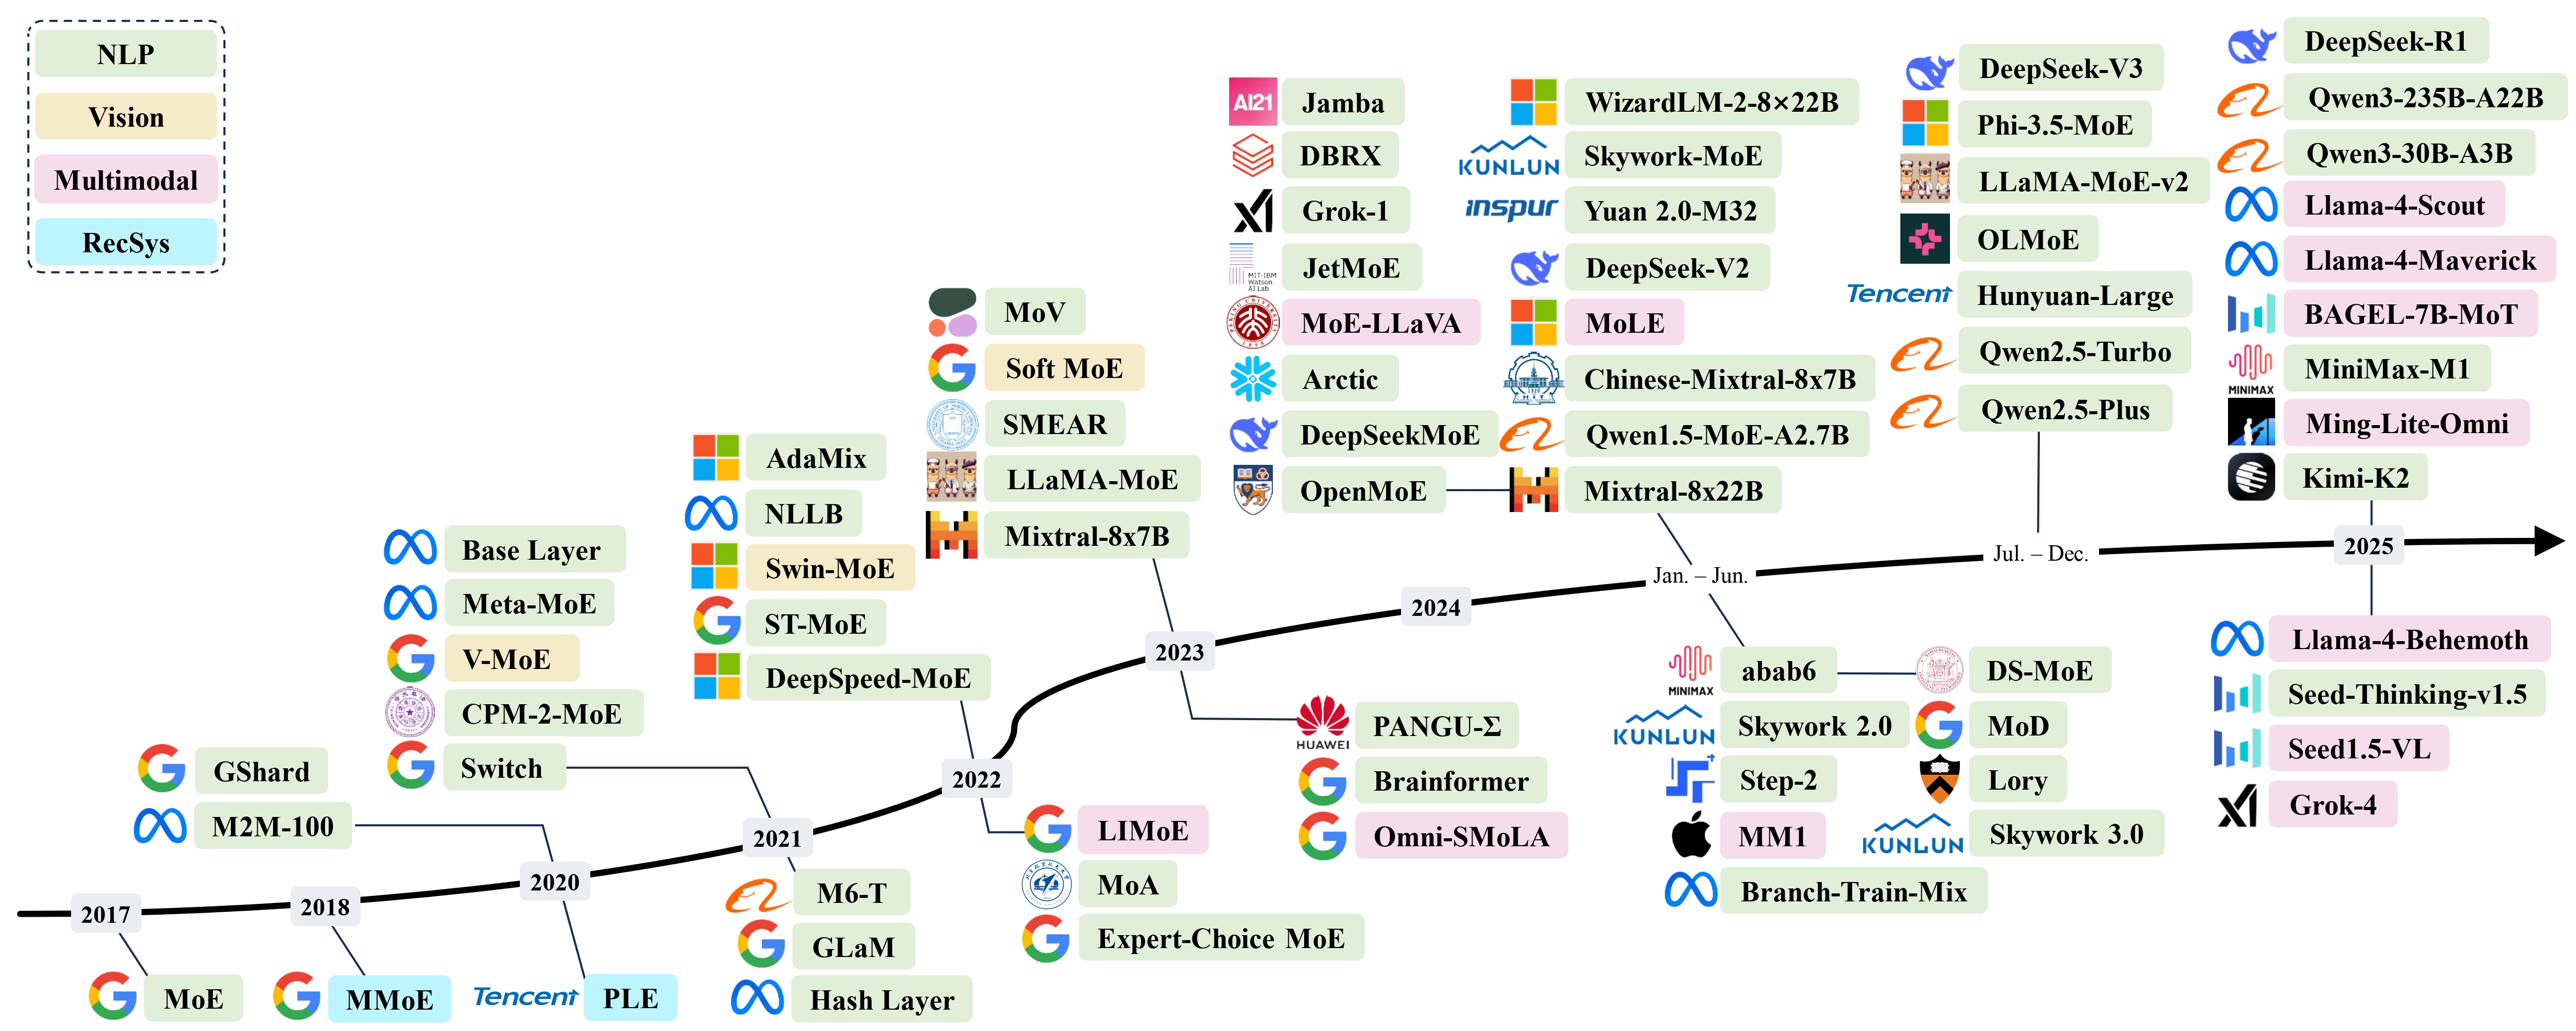 NLP
Vision
Multimodal
RecSys
GShard
M2M-100
Base Layer
Meta-MoE
V-MoE
CPM-2-MoE
Switch
AdaMix
NLLB
Swin-MoE
ST-MoE
DeepSpeed-MoE
MoV
Soft MoE
SMEAR
LLaMA-MoE
Mixtral-8x7B
AI21
Jamba
DBRX
Grok-1
MIT-IBM
Watson
AI Lab
JetMoE
MoE-LLaVA
Arctic
DeepSeekMoE
OpenMoE
WizardLM-2-8×22B
KUNLUN
Skywork-MoE
inspur
Yuan 2.0-M32
DeepSeek-V2
MoLE
Chinese-Mixtral-8x7B
Qwen1.5-MoE-A2.7B
Mixtral-8x22B
DeepSeek-V3
Phi-3.5-MoE
LLaMA-MoE-v2
OLMoE
Tencent
Hunyuan-Large
Qwen2.5-Turbo
Qwen2.5-Plus
DeepSeek-R1
Qwen3-235B-A22B
Qwen3-30B-A3B
Llama-4-Scout
Llama-4-Maverick
BAGEL-7B-MoT
MINIMAX
MiniMax-M1
Ming-Lite-Omni
Kimi-K2
2017
2018
2020
2021
2022
2023
2024
Jan. – Jun.
Jul. – Dec.
2025
MoE
MMoE
Tencent
PLE
M6-T
GLaM
Hash Layer
LIMoE
MoA
Expert-Choice MoE
HUAWEI
PANGU-Σ
Brainformer
Omni-SMoLA
MINIMAX
abab6
KUNLUN
Skywork 2.0
Step-2
MM1
Branch-Train-Mix
DS-MoE
MoD
Lory
KUNLUN
Skywork 3.0
Llama-4-Behemoth
Seed-Thinking-v1.5
Seed1.5-VL
Grok-4